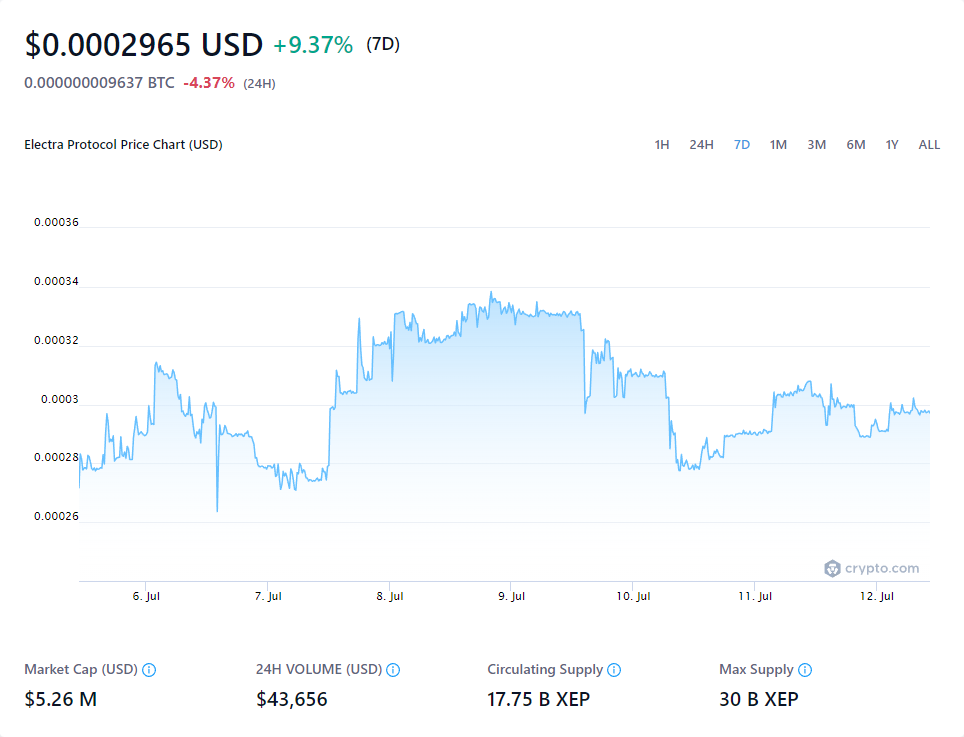 $0.0002965 USD +9.37% (7D)
0.000000009637 BTC -4.37% (24H)
Electra Protocol Price Chart (USD) 1H 24H 7D 1M 3M 6M 1Y ALL
0.00036
0.00034
0.00032
0.0003
0.00028
0.00026
crypto.com
6. Jul 7. Jul 8. Jul 9. Jul 10. Jul 11. Jul 12. Jul
Market Cap (USD) 24H VOLUME (USD) Circulating Supply Max Supply
$5.26 M $43,656 17.75 B XEP 30 B XEP